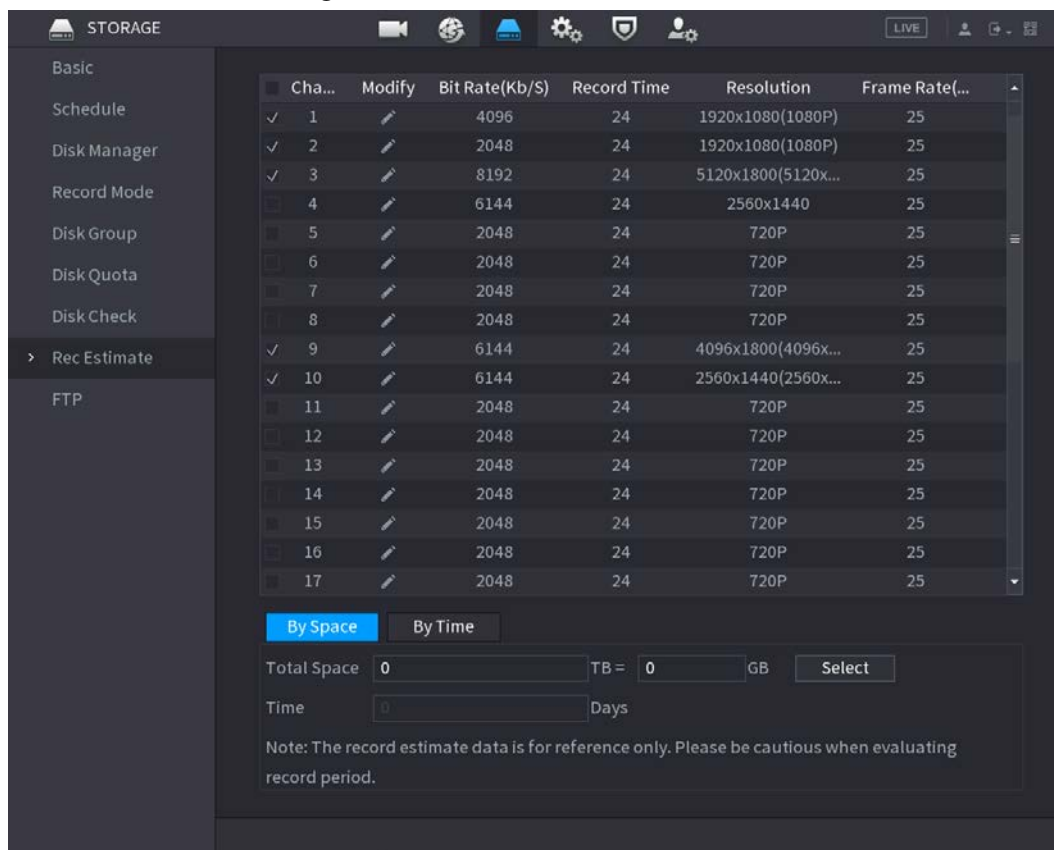 STORAGE LIVE
Basic
Schedule
Disk Manager
Record Mode
Disk Group
Disk Quota
Disk Check
Rec Estimate
FTP
Cha... Modify Bit Rate(Kb/S) Record Time Resolution Frame Rate(...
1 4096 24 1920x1080(1080P) 25
2 2048 24 1920x1080(1080P) 25
3 8192 24 5120x1800(5120x... 25
4 6144 24 2560x1440 25
5 2048 24 720P 25
6 2048 24 720P 25
7 2048 24 720P 25
8 2048 24 720P 25
9 6144 24 4096x1800(4096x... 25
10 6144 24 2560x1440(2560x... 25
11 2048 24 720P 25
12 2048 24 720P 25
13 2048 24 720P 25
14 2048 24 720P 25
15 2048 24 720P 25
16 2048 24 720P 25
17 2048 24 720P 25
By Space By Time
Total Space 0 TB = 0 GB Select
Time 0 Days
Note: The record estimate data is for reference only. Please be cautious when evaluating
record period.